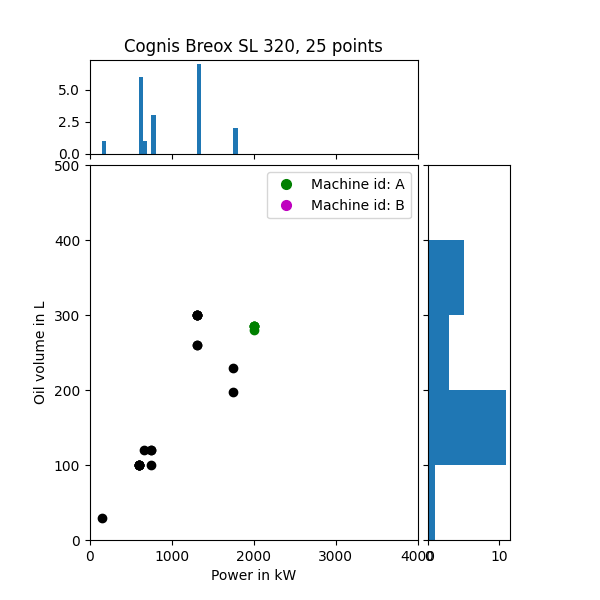 Cognis Breox SL 320, 25 points
5.0
2.5
0.0
500
400
300
200
100
0
Oil volume in L
Machine id: A
Machine id: B
0 1000 2000 3000 4000
0 10
Power in kW